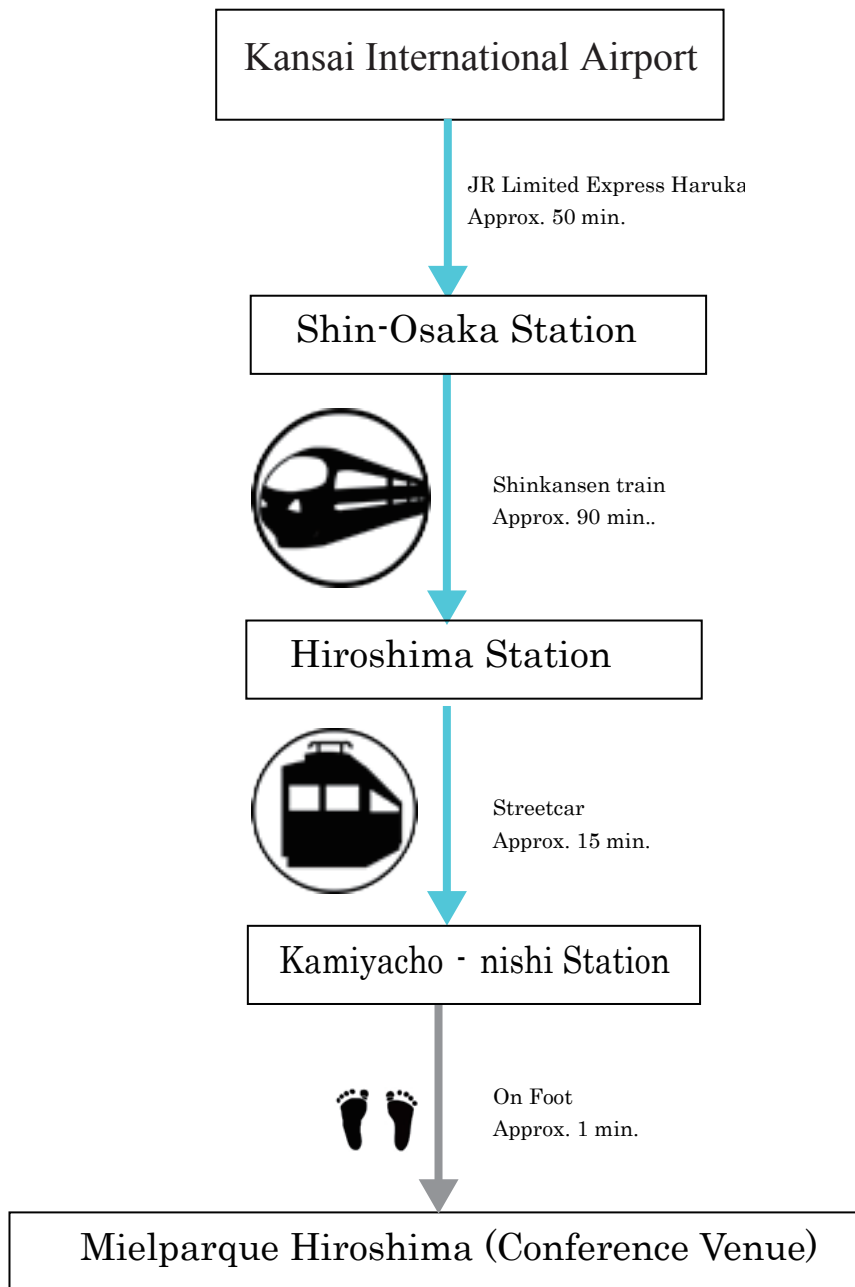 Kansai International Airport
JR Limited Express Haruka
Approx. 50 min.
Shin-Osaka Station
Shinkansen train
Approx. 90 min..
Hiroshima Station
Streetcar
Approx. 15 min.
Kamiyacho - nishi Station
On Foot
Approx. 1 min.
Mielparque Hiroshima (Conference Venue)